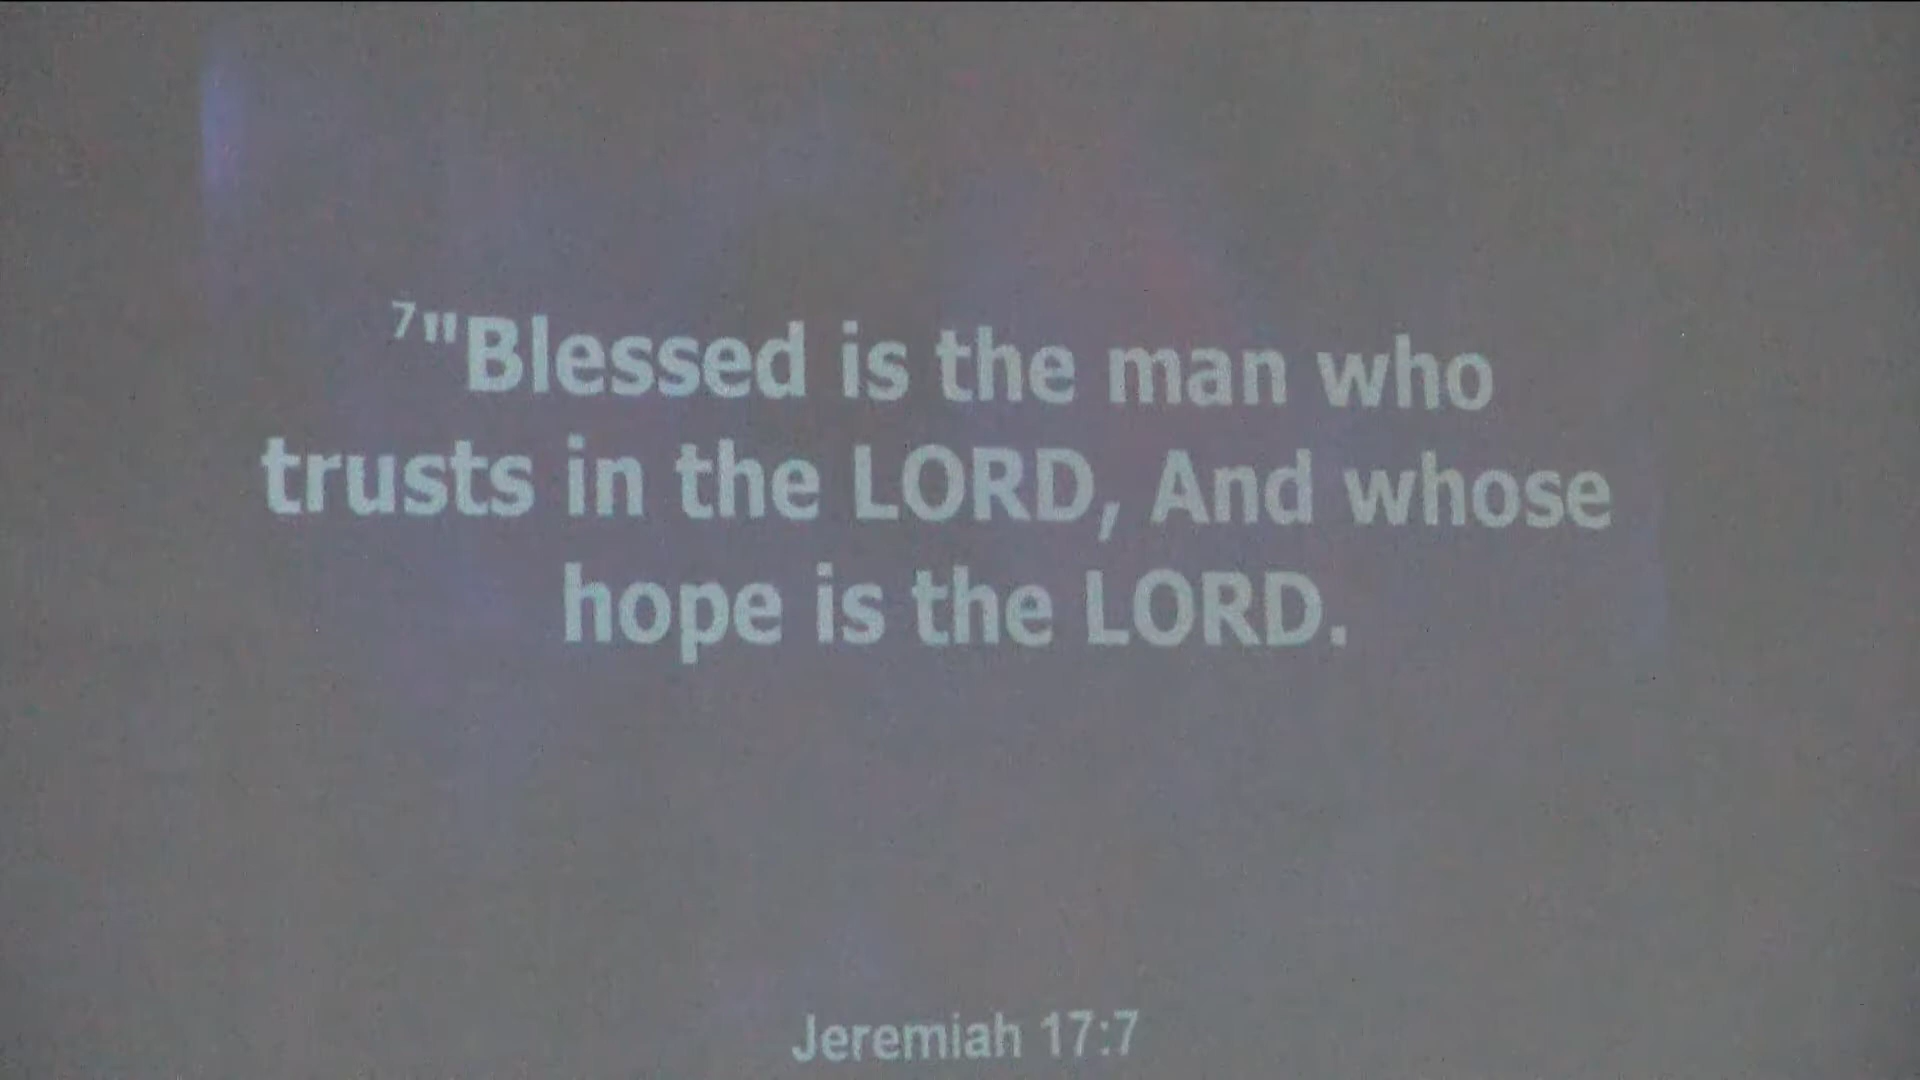 7"Blessed is the man who
trusts in the LORD, And whose
hope is the LORD.
Jeremiah 17:7